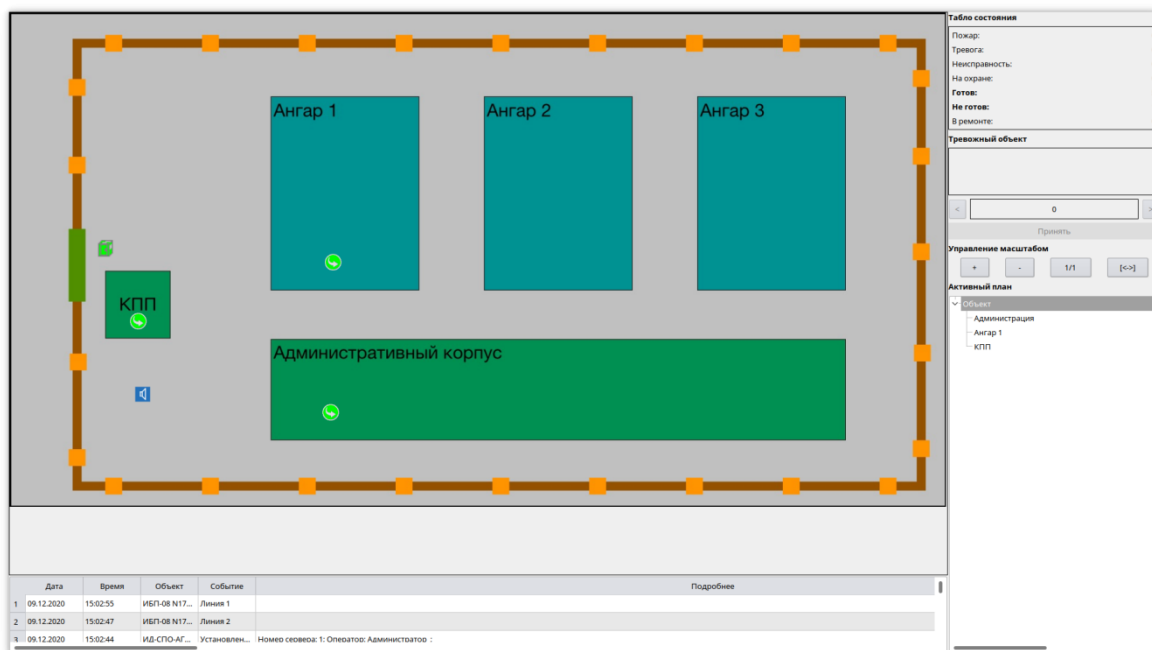 Ангар 1
Ангар 2
Ангар 3
КПП
Административный корпус
Табло состояния
Пожар:
Тревога:
Неисправность:
На охране:
Готов:
Не готов:
В ремонте:
Тревожный объект
< 0 >
Принять
Управление масштабом
+ - 1/1 [<->]
Активный план
Объект
Администрация
Ангар 1
КПП
Дата Время Объект Событие Подробнее
1 09.12.2020 15:02:55 ИБП-08 N17... Линия 1
2 09.12.2020 15:02:47 ИБП-08 N17... Линия 2
3 09.12.2020 15:02:44 ИД-СПО-АГ... Установлен... Номер сервера: 1: Оператор: Администратор :